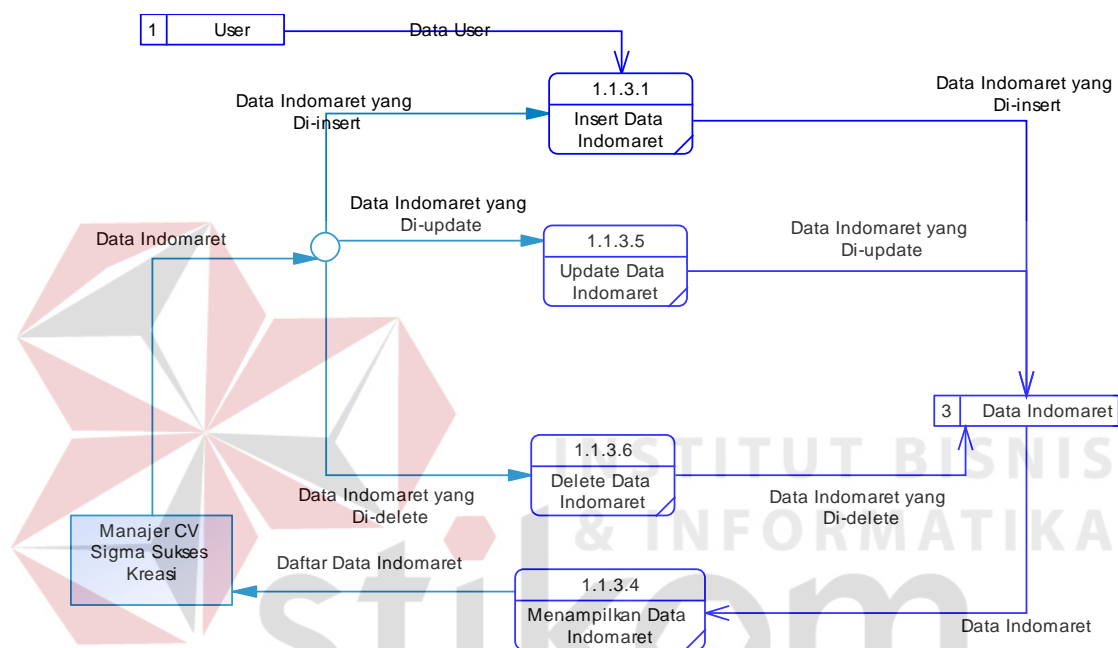 1 User
Data User
1.1.3.1
Insert Data
Indomaret
Data Indomaret yang
Di-insert
Data Indomaret yang
Di-insert
Data Indomaret yang
Di-update
Data Indomaret
1.1.3.5
Update Data
Indomaret
Data Indomaret yang
Di-update
3 Data Indomaret
1.1.3.6
Delete Data
Indomaret
Data Indomaret yang
Di-delete
Data Indomaret yang
Di-delete
INSTITUT BISNIS
& INFORMATIKA
Manajer CV
Sigma Sukses
Kreasi
Daftar Data Indomaret
1.1.3.4
Menampilkan Data
Indomaret
Data Indomaret
stikom